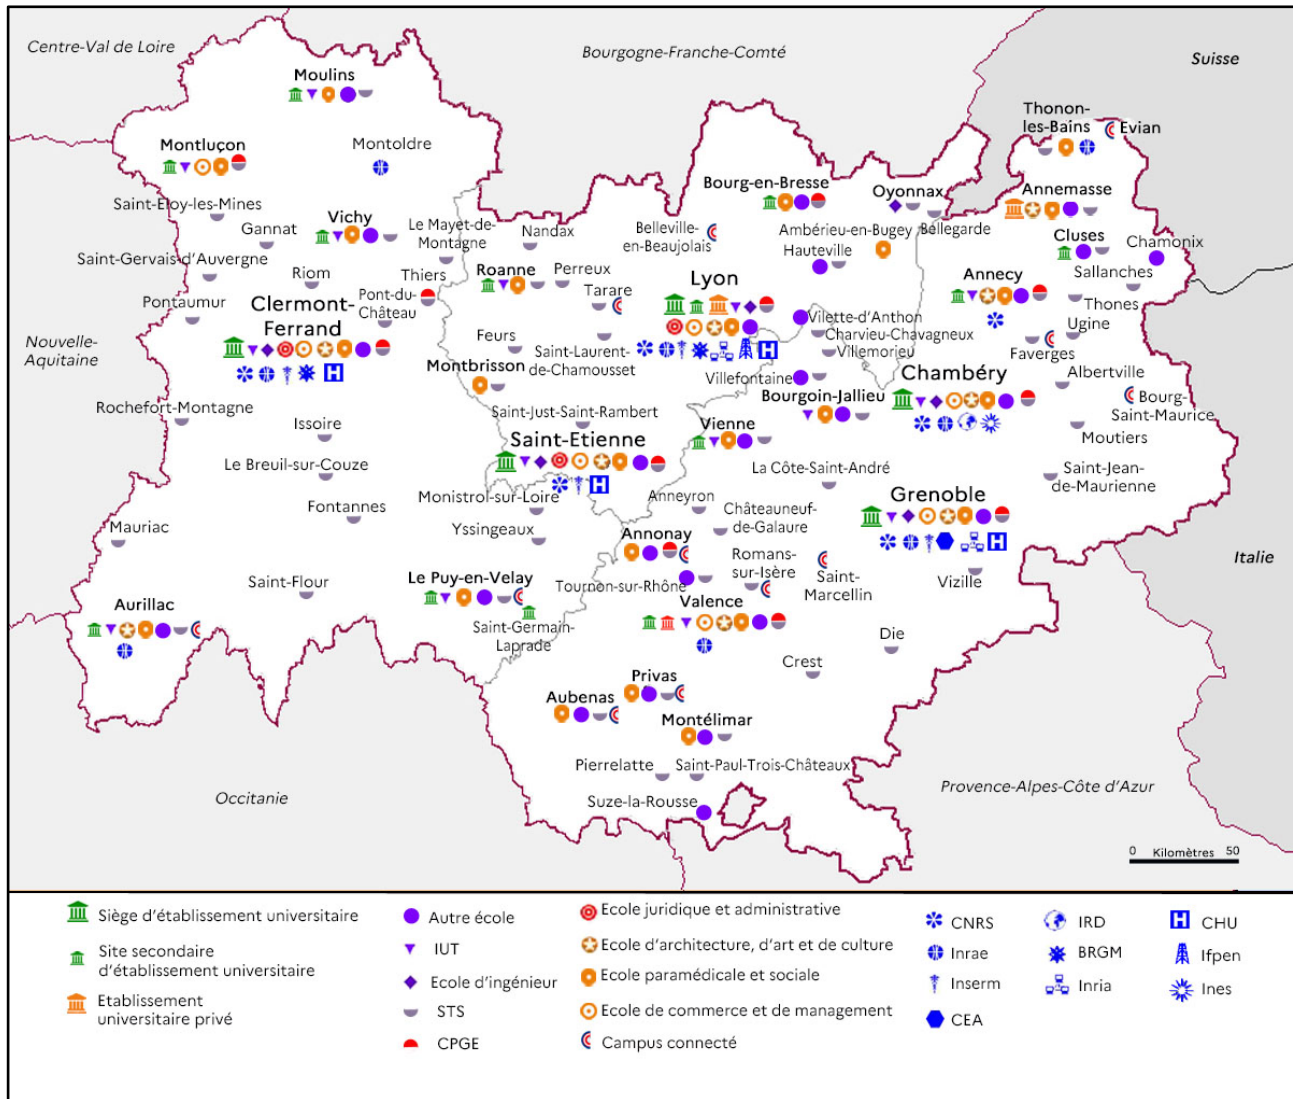 Centre-Val de Loire
Bourgogne-Franche-Comté
Suisse
Moulins
Thonon-
les-Bains
Evian
Montluçon
Montoldre
Bourg-en-Bresse
Oyonnax
Annemasse
Saint-Eloy-les-Mines
Vichy
Le Mayet-de-
Montagne
Nandax
Belleville-
en-Beaujolais
Ambérieu-en-Bugey
Bellegarde
Cluses
Chamonix
Gannat
Hauteville
Saint-Gervais-d'Auvergne
Riom
Thiers
Roanne
Perreux
Lyon
Annecy
Sallanches
Pontaumur
Clermont-
Ferrand
Pont-du-
Château
Tarare
Thones
Vilette-d'Anthon
Ugine
Nouvelle-
Aquitaine
Feurs
Saint-Laurent-
de-Chamousset
Charvieu-Chavagneux
Villemorieu
Faverges
Montbrisson
Villefontaine
Chambéry
Albertville
Rochefort-Montagne
Saint-Just-Saint-Rambert
Bourgoin-Jallieu
Bourg-
Saint-Maurice
Issoire
Saint-Etienne
Vienne
Moutiers
Le Breuil-sur-Couze
La Côte-Saint-André
Saint-Jean-
de-Maurienne
Monistrol-sur-Loire
Anneyron
Grenoble
Fontannes
Châteauneuf-
de-Galaure
Mauriac
Yssingeaux
Annonay
Romans-
sur-Isère
Italie
Saint-Flour
Le Puy-en-Velay
Tournon-sur-Rhône
Saint-
Marcellin
Vizille
Aurillac
Valence
Saint-Germain-
Laprade
Die
Crest
Privas
Aubenas
Montélimar
Pierrelatte
Saint-Paul-Trois-Châteaux
Occitanie
Suze-la-Rousse
Provence-Alpes-Côte d'Azur
0 Kilomètres 50
Siège d'établissement universitaire
Site secondaire
d'établissement universitaire
Etablissement
universitaire privé
Autre école
IUT
Ecole d'ingénieur
STS
CPGE
Ecole juridique et administrative
Ecole d'architecture, d'art et de culture
Ecole paramédicale et sociale
Ecole de commerce et de management
Campus connecté
CNRS
Inrae
Inserm
CEA
IRD
BRGM
Inria
CHU
Ifpen
Ines